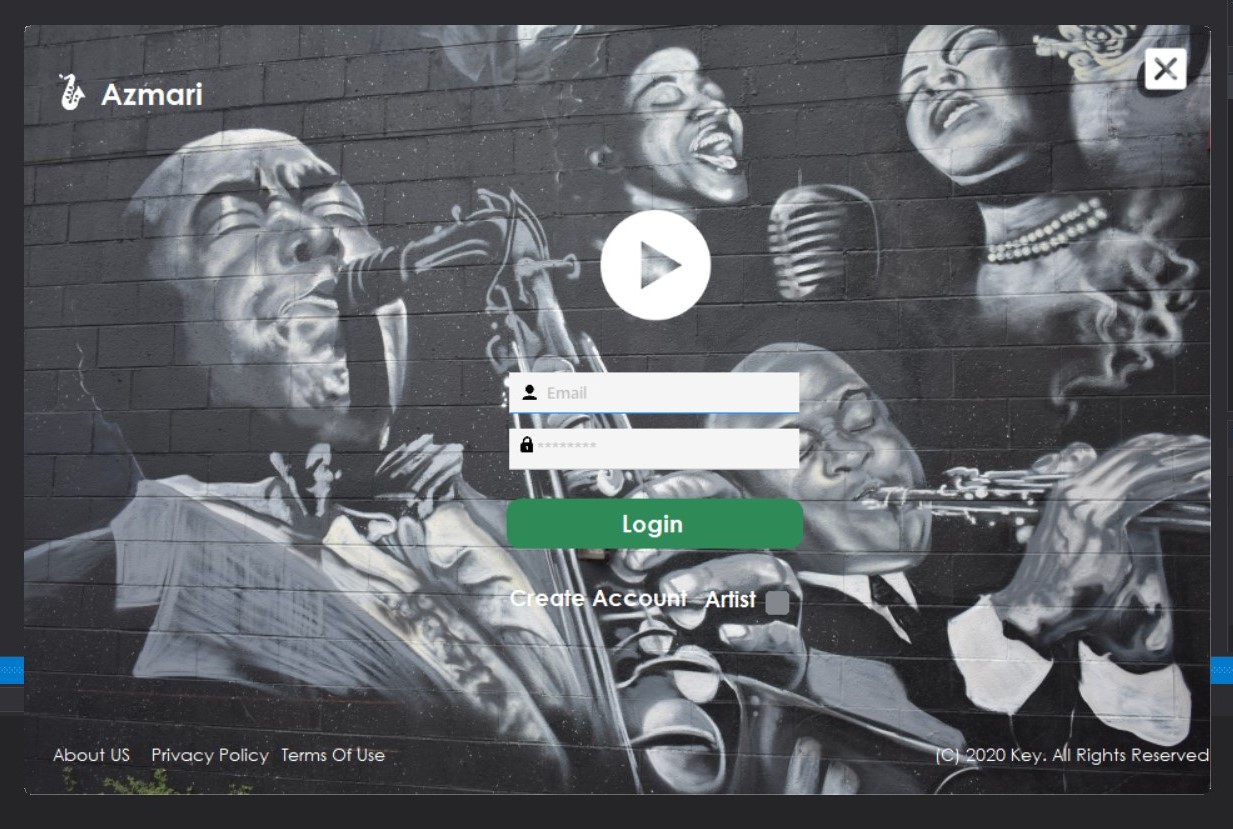 Azmari
Email
********
Login
Create Account Artist
About US Privacy Policy Terms Of Use
(C) 2020 Key. All Rights Reserved